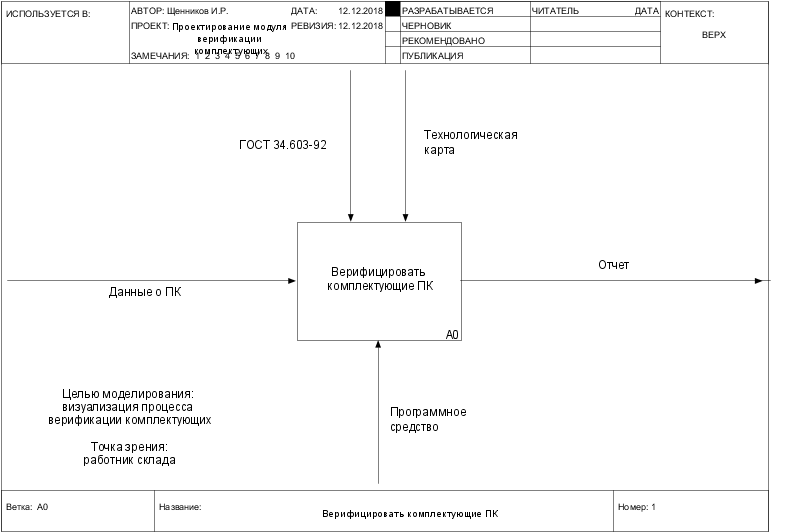 ИСПОЛЬЗУЕТСЯ В:
АВТОР: Щенников И.Р.
ДАТА: 12.12.2018
ПРОЕКТ: Проектирование модуля
верификации
комплектующих
РЕВИЗИЯ: 12.12.2018
ЗАМЕЧАНИЯ: 1 2 3 4 5 6 7 8 9 10
РАЗРАБАТЫВАЕТСЯ
ЧЕРНОВИК
РЕКОМЕНДОВАНО
ПУБЛИКАЦИЯ
ЧИТАТЕЛЬ
ДАТА
КОНТЕКСТ:
ВЕРХ
ГОСТ 34.603-92
Технологическая
карта
Верифицировать
комплектующие ПК
A0
Данные о ПК
Отчет
Программное
средство
Целью моделирования:
визуализация процесса
верификации комплектующих
Точка зрения:
работник склада
Ветка: A0
Название:
Верифицировать комплектующие ПК
Номер: 1